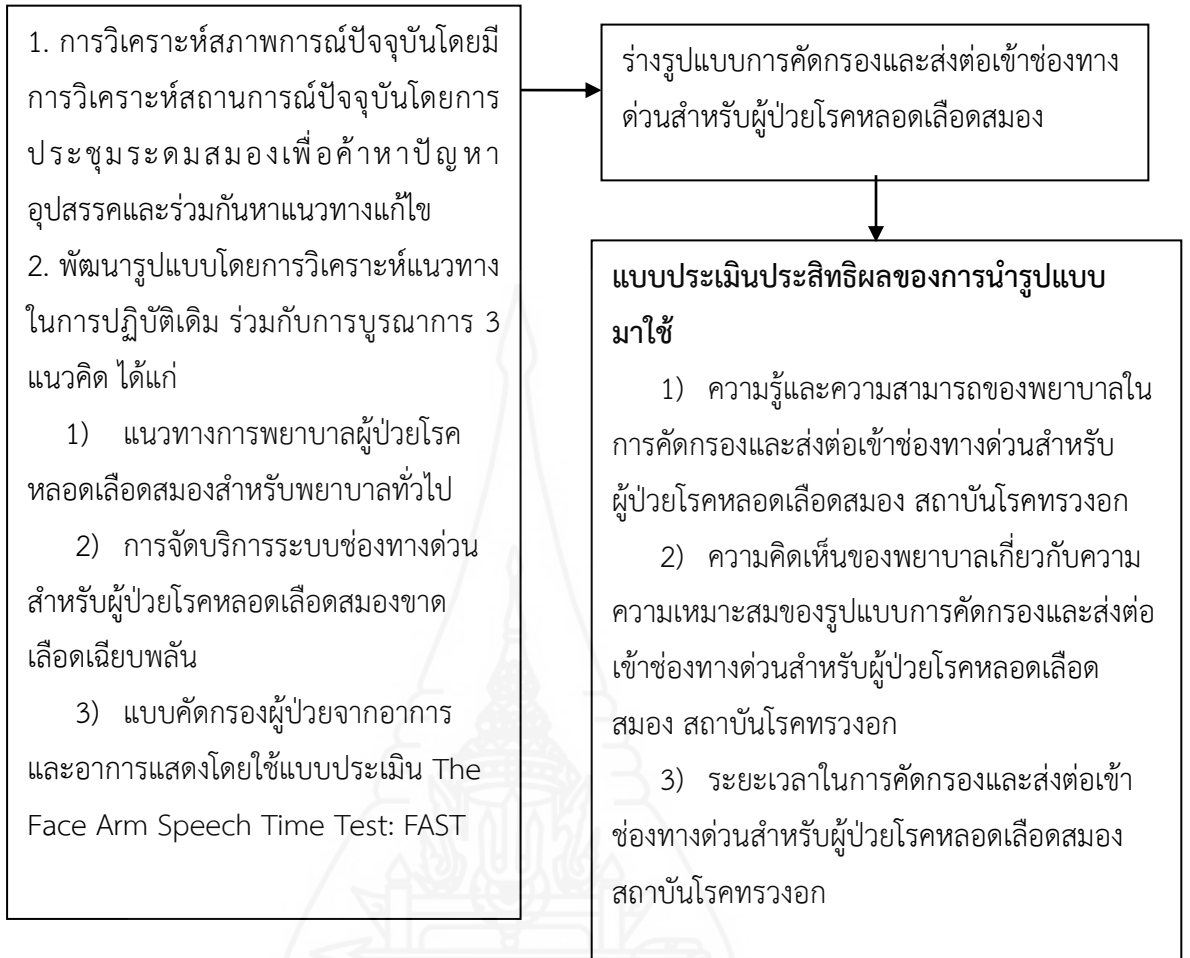 1. การวิเคราะห์สภาพการณ์ปัจจุบันโดยมี
การวิเคราะห์สถานการณ์ปัจจุบันโดยการ
ประชุมระดมสมองเพื่อค้าหาปัญหา
อุปสรรคและร่วมกันหาแนวทางแก้ไข
2. พัฒนารูปแบบโดยการวิเคราะห์แนวทาง
ในการปฏิบัติเดิม ร่วมกับการบูรณาการ 3
แนวคิด ได้แก่
1) แนวทางการพยาบาลผู้ป่วยโรค
หลอดเลือดสมองสำหรับพยาบาลทั่วไป
2) การจัดบริการระบบช่องทางด่วน
สำหรับผู้ป่วยโรคหลอดเลือดสมองขาด
เลือดเฉียบพลัน
3) แบบคัดกรองผู้ป่วยจากอาการ
และอาการแสดงโดยใช้แบบประเมิน The
Face Arm Speech Time Test: FAST
ร่างรูปแบบการคัดกรองและส่งต่อเข้าช่องทาง
ด่วนสำหรับผู้ป่วยโรคหลอดเลือดสมอง
แบบประเมินประสิทธิผลของการนำรูปแบบ
มาใช้
1) ความรู้และความสามารถของพยาบาลใน
การคัดกรองและส่งต่อเข้าช่องทางด่วนสำหรับ
ผู้ป่วยโรคหลอดเลือดสมอง สถาบันโรคทรวงอก
2) ความคิดเห็นของพยาบาลเกี่ยวกับความ
ความเหมาะสมของรูปแบบการคัดกรองและส่งต่อ
เข้าช่องทางด่วนสำหรับผู้ป่วยโรคหลอดเลือด
สมอง สถาบันโรคทรวงอก
3) ระยะเวลาในการคัดกรองและส่งต่อเข้า
ช่องทางด่วนสำหรับผู้ป่วยโรคหลอดเลือดสมอง
สถาบันโรคทรวงอก